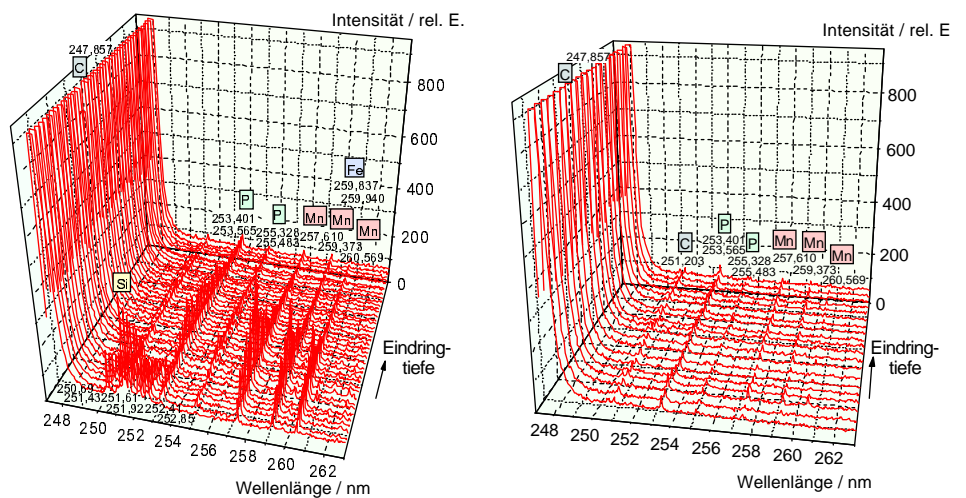 Intensität / rel. E.
247,857
C
800
600
Fe
259,837
259,940
400
P
253,401
253,565
P
255,328
255,483
Mn
257,610
Mn
259,373
Mn
260,569
200
0
Si
Eindring-
tiefe
250,69
251,43
251,61
251,92
252,41
252,85
248
250
252
254
256
258
260
262
Wellenlänge / nm
Intensität / rel. E
247,857
C
800
600
400
P
253,401
253,565
C
251,203
P
255,328
255,483
Mn
257,610
Mn
259,373
Mn
260,569
200
0
Eindring-
tiefe
248
250
252
254
256
258
260
262
Wellenlänge / nm